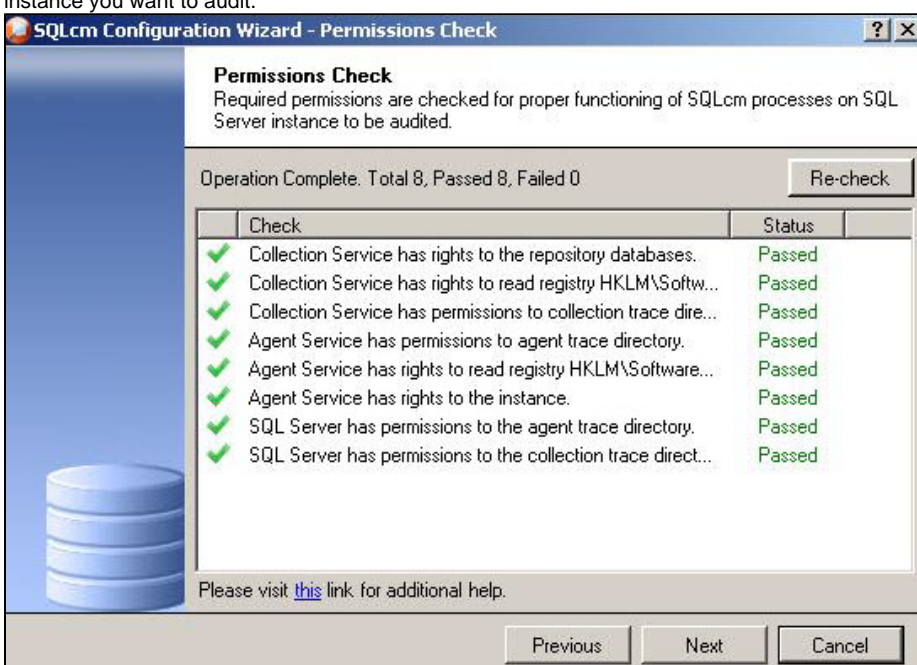 instance you want to audit.
SQLcm Configuration Wizard - Permissions Check
Permissions Check
Required permissions are checked for proper functioning of SQLcm processes on SQL
Server instance to be audited.
Operation Complete. Total 8, Passed 8, Failed 0
Re-check
Check Status
Collection Service has rights to the repository databases. Passed
Collection Service has rights to read registry HKLM\Softw... Passed
Collection Service has permissions to collection trace dire... Passed
Agent Service has permissions to agent trace directory. Passed
Agent Service has rights to read registry HKLM\Software... Passed
Agent Service has rights to the instance. Passed
SQL Server has permissions to the agent trace directory. Passed
SQL Server has permissions to the collection trace direct... Passed
Please visit this link for additional help.
Previous Next Cancel